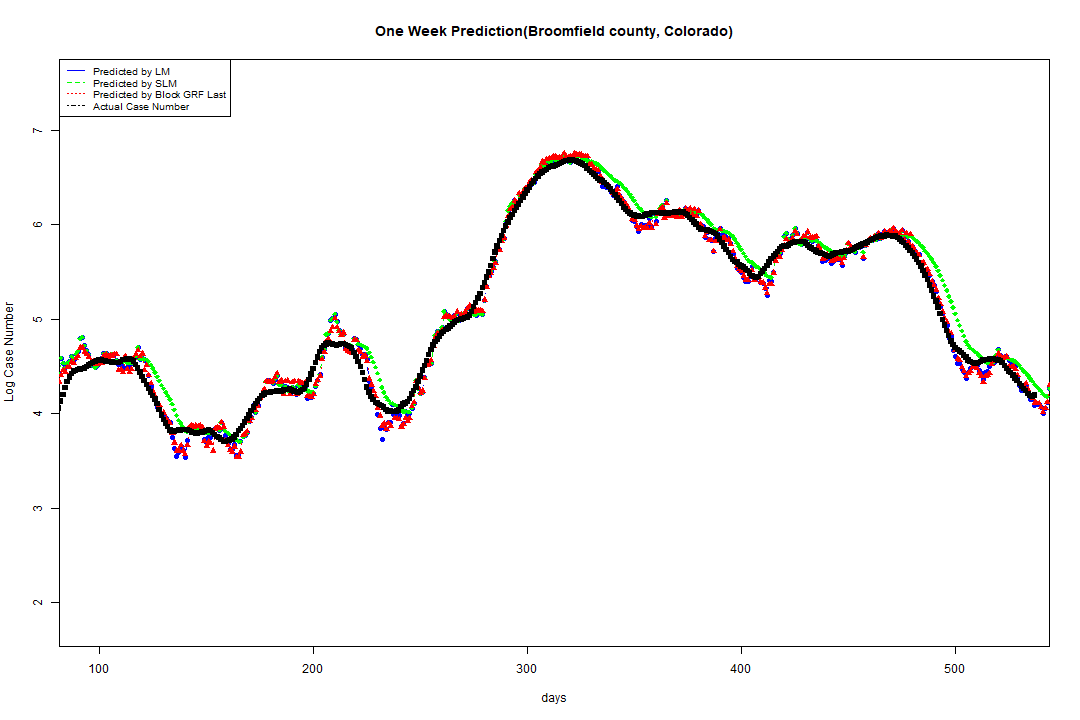 One Week Prediction(Broomfield county, Colorado)
Predicted by LM
Predicted by SLM
Predicted by Block GRF Last
Actual Case Number
7
6
5
4
3
2
Log Case Number
100 200 300 400 500
days